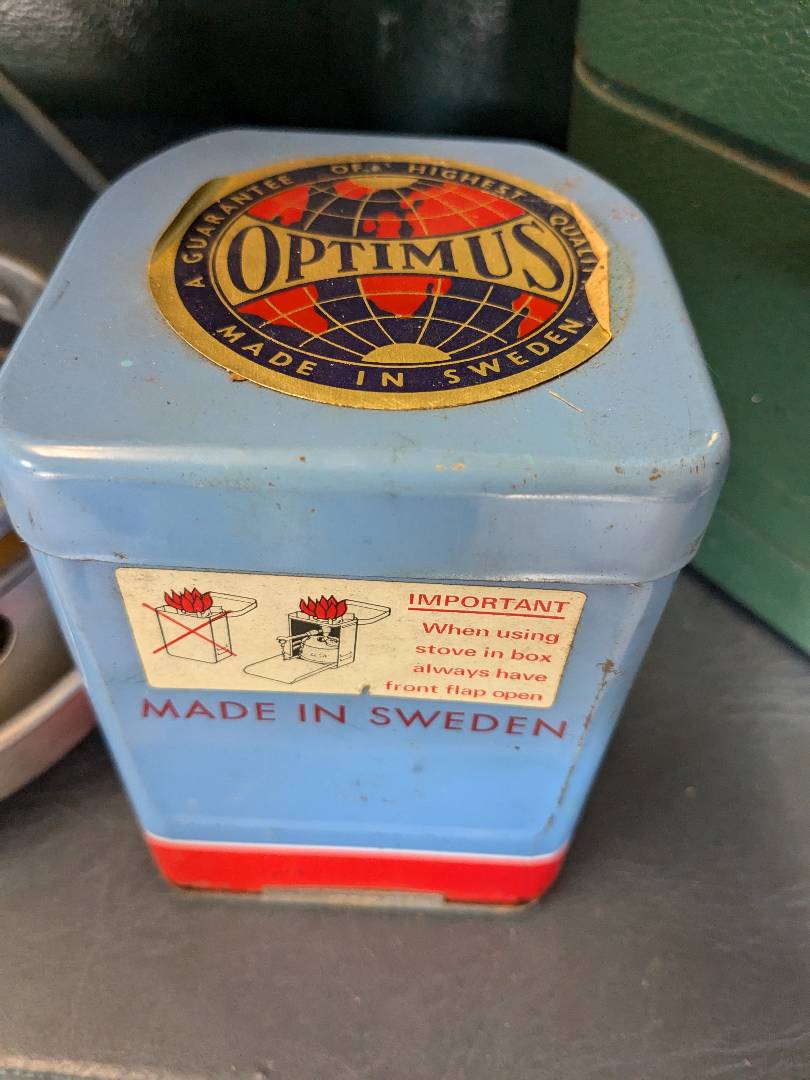 A GUARANTEE OF HIGHEST QUALITY
OPTIMUS
MADE IN SWEDEN
IMPORTANT
When using
stove in box
always have
front flap open
MADE IN SWEDEN